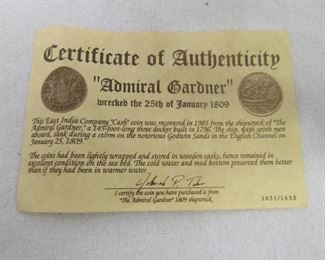 Certificate of Authenticity
"Admiral Gardner"
wrecked the 25th of January 1809
This East India Company "Cash" coin was recovered in 1985 from the shipwreck of "The
Admiral Gardner," a 145-foot-long three decker built in 1796. The ship, with seven men
aboard, sank during a storm on the notorious Godwin Sands in the English Channel on
January 25, 1809.
The coins had been lightly wrapped and stored in wooden casks, hence remained in
excellent condition on the sea bed. The cold water and mud bottom preserved them better
than if they had been in warmer water.
I certify the coin you have purchased is from
"The Admiral Gardner" 1809 shipwreck.
1631/1633